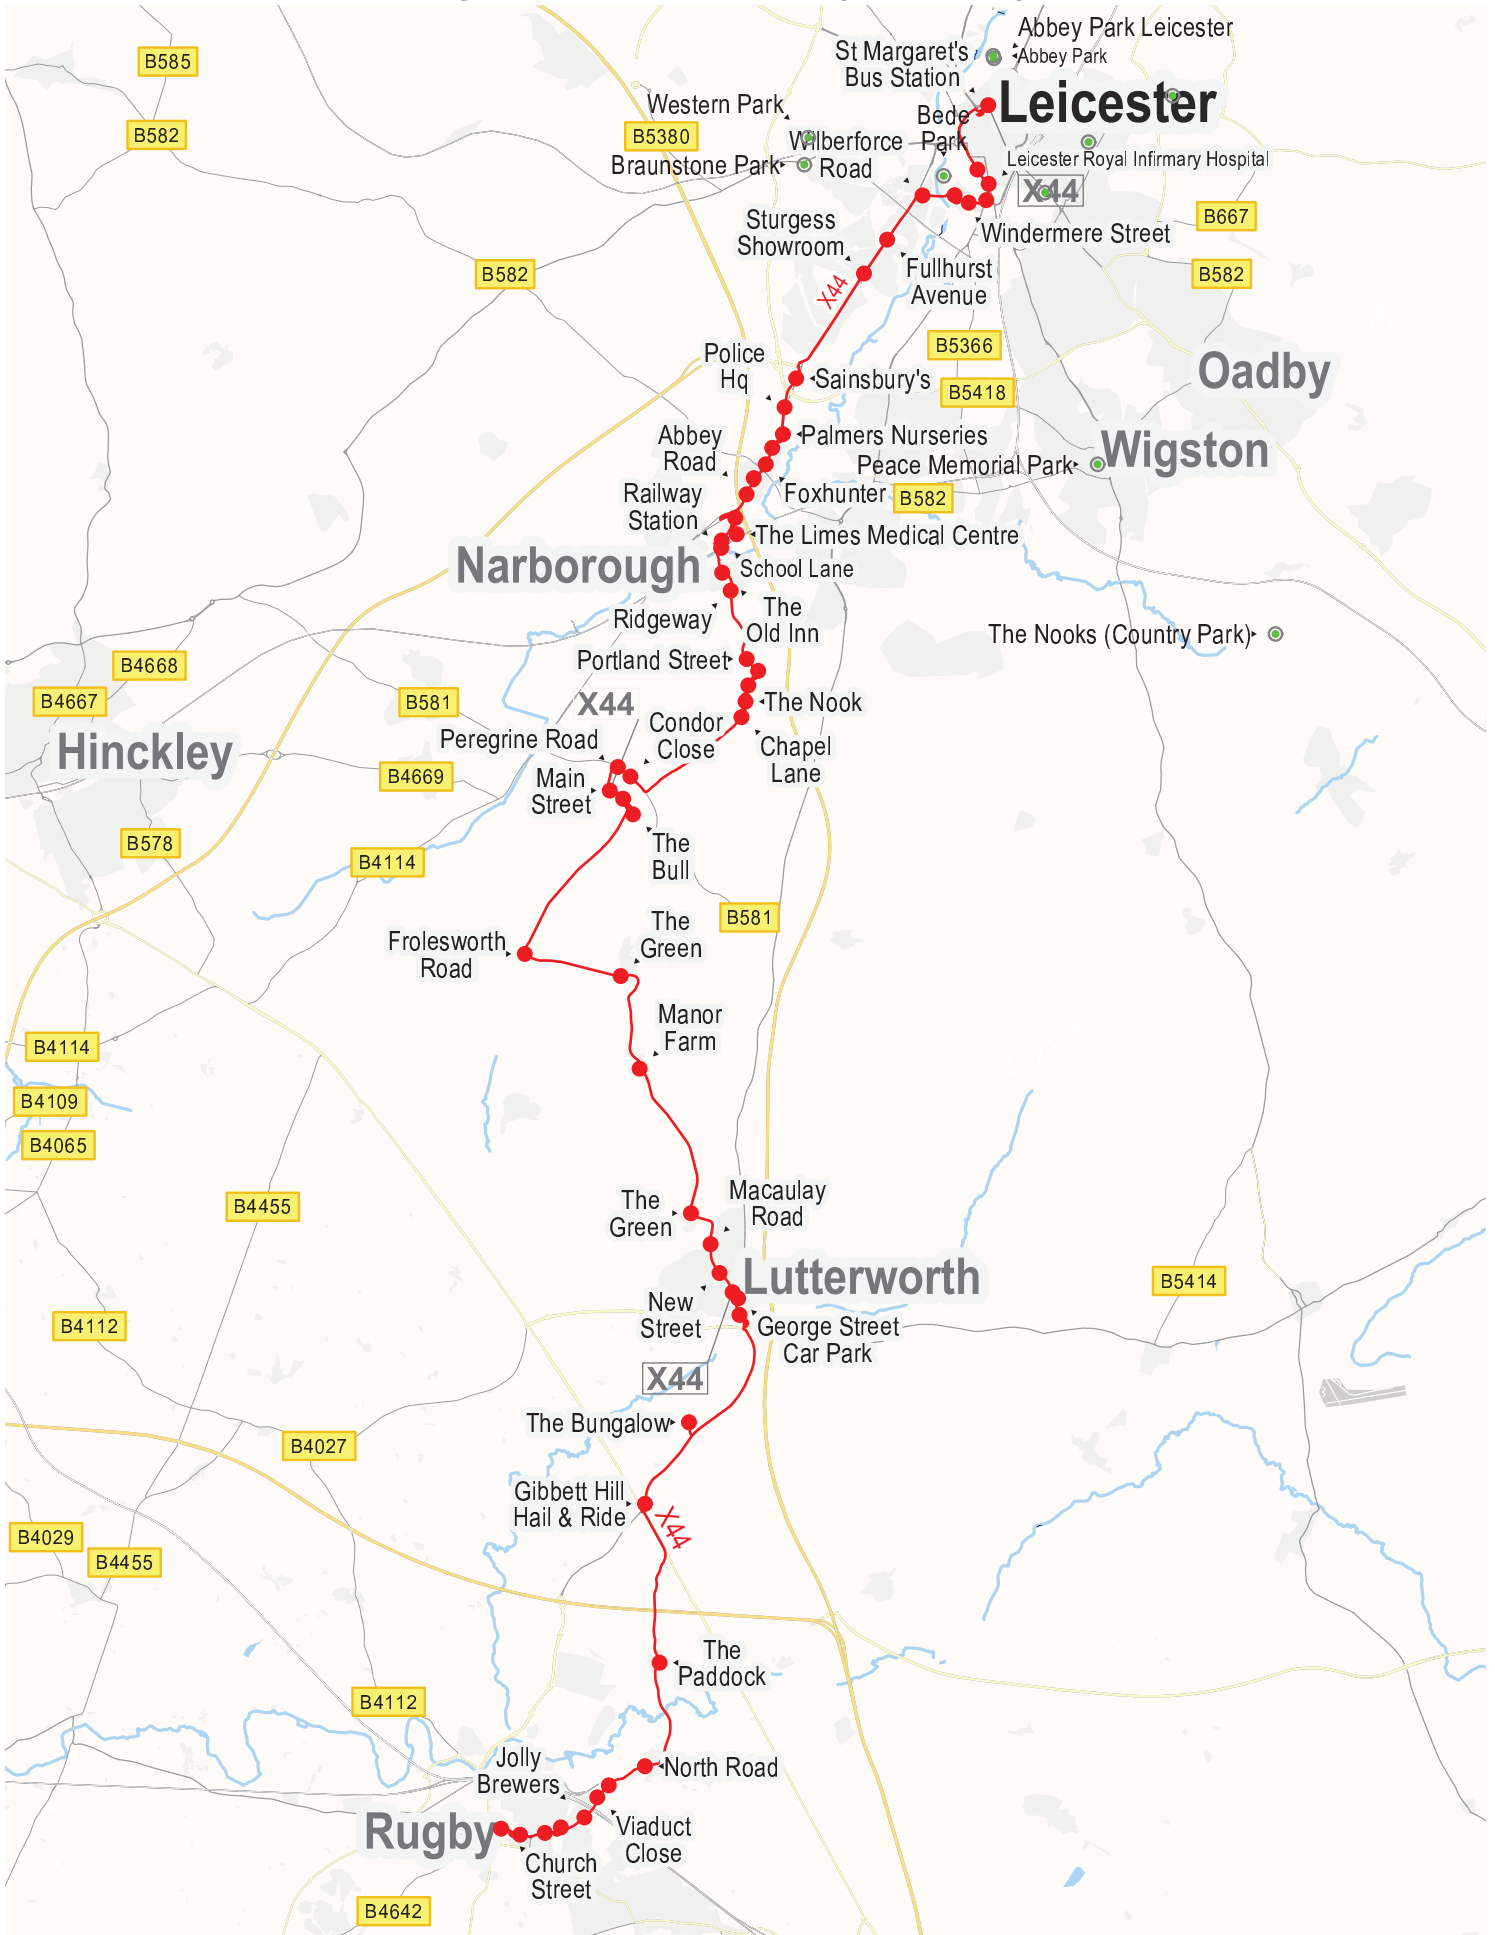 Abbey Park Leicester
Abbey Park
St Margaret's
Bus Station
B585
Leicester
Western Park
Bede
Park
B582
B5380
Wilberforce
Road
Braunstone Park
Leicester Royal Infirmary Hospital
X44
B667
Sturgess
Showroom
Windermere Street
B582
Fullhurst
Avenue
B582
X44
B5366
Police
Hq
Sainsbury's
Oadby
B5418
Abbey
Road
Palmers Nurseries
Wigston
Peace Memorial Park
Railway
Station
Foxhunter
B582
The Limes Medical Centre
Narborough
School Lane
Ridgeway
The
Old Inn
The Nooks (Country Park)
Portland Street
B4668
B4667
B581
X44
The Nook
Condor
Close
Peregrine Road
Chapel
Lane
Hinckley
B4669
Main
Street
B578
The
Bull
B4114
B581
The
Green
Frolesworth
Road
Manor
Farm
B4114
B4109
B4065
The
Green
Macaulay
Road
B4455
Lutterworth
B5414
New
Street
George Street
Car Park
B4112
X44
The Bungalow
B4027
Gibbett Hill
Hail & Ride
X44
B4029
B4455
The
Paddock
B4112
Jolly
Brewers
North Road
Rugby
Viaduct
Close
Church
Street
B4642